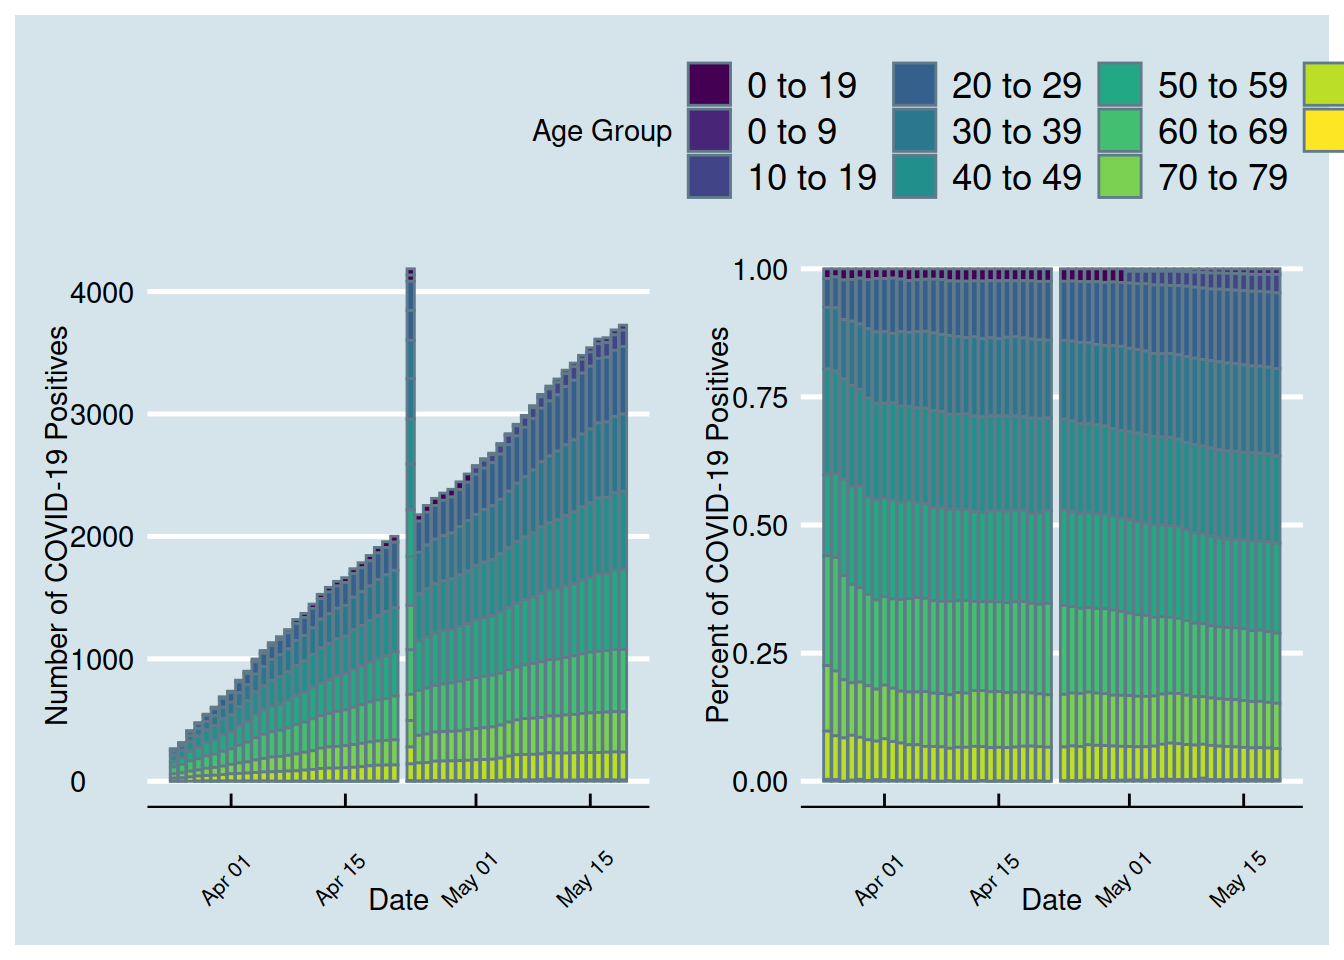 Age Group
0 to 19
0 to 9
10 to 19
20 to 29
30 to 39
40 to 49
50 to 59
60 to 69
70 to 79
Number of COVID-19 Positives
4000
3000
2000
1000
0
Apr 01
Apr 15
May 01
May 15
Date
Percent of COVID-19 Positives
1.00
0.75
0.50
0.25
0.00
Apr 01
Apr 15
May 01
May 15
Date